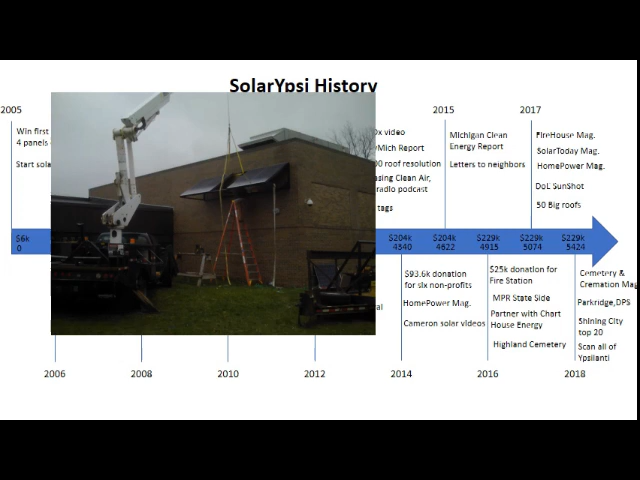 SolarYpsi History
2005
2015
2017
Win first
4 panels
Start sola
x video
Mich Report
00 roof resolution
asing Clean Air,
radio podcast
tags
Michigan Clean
Energy Report
Letters to neighbors
FireHouse Mag.
SolarToday Mag.
HomePower Mag.
DoL SunShot
50 Big roofs
$6k
0
$204k
4340
$204k
4622
$229k
4915
$229k
5074
$229k
5424
al
$93.6k donation
for six non-profits
HomePower Mag.
Cameron solar videos
$25k donation for
Fire Station
MPR State Side
Partner with Chart
House Energy
Highland Cemetery
Cemetery &
Cremation Mag
Parkridge,DPS
Shining City
top 20
Scan all of
Ypsilanti
2006
2008
2010
2012
2014
2016
2018